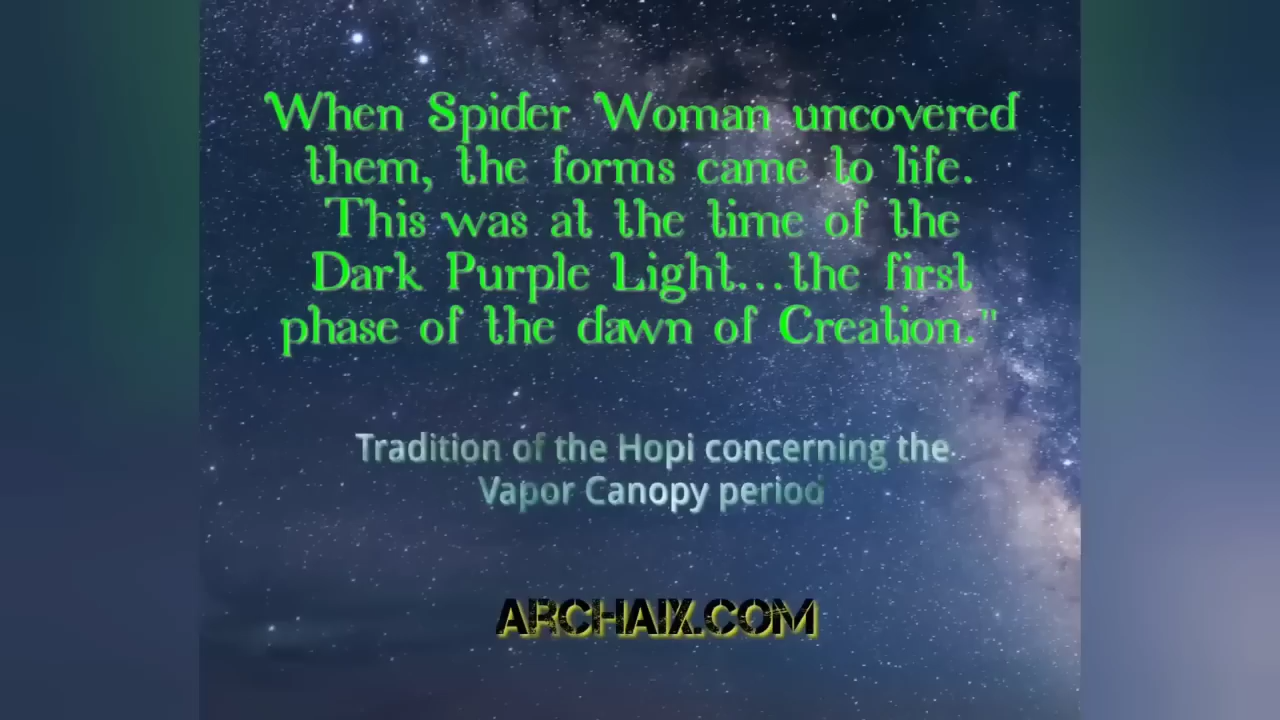 When Spider Woman uncovered
them, the forms came to life.
This was at the time of the
Dark Purple Light...the first
phase of the dawn of Creation."
Tradition of the Hopi concerning the
Vapor Canopy period
ARCHAIX.COM